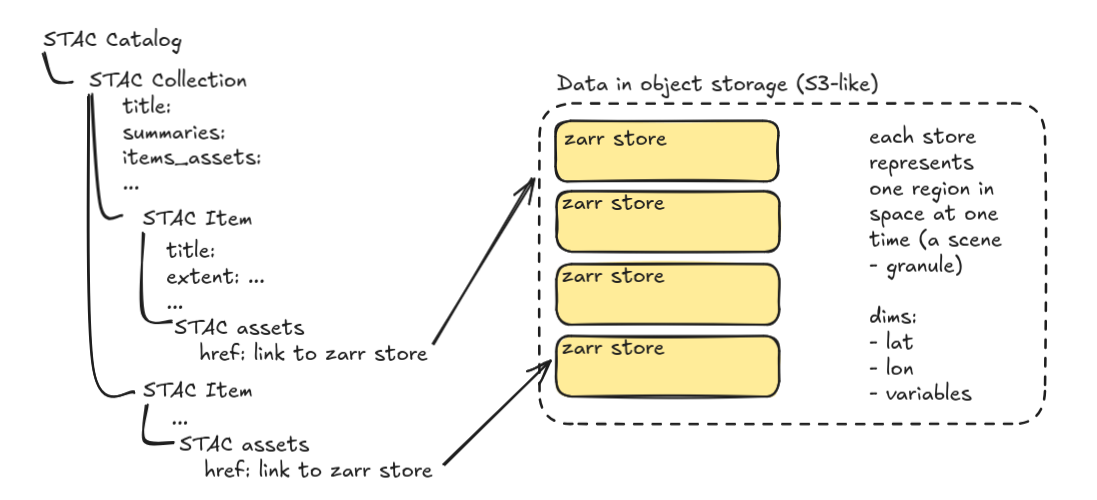 STAC Catalog
STAC Collection
title:
summaries:
items_assets:
...
STAC Item
title:
extent: ...
...
STAC assets
href: link to zarr store
STAC Item
...
STAC assets
href: link to zarr store
Data in object storage (S3-like)
zarr store
zarr store
zarr store
zarr store
each store
represents
one region in
space at one
time (a scene
- granule)
dims:
- lat
- lon
- variables